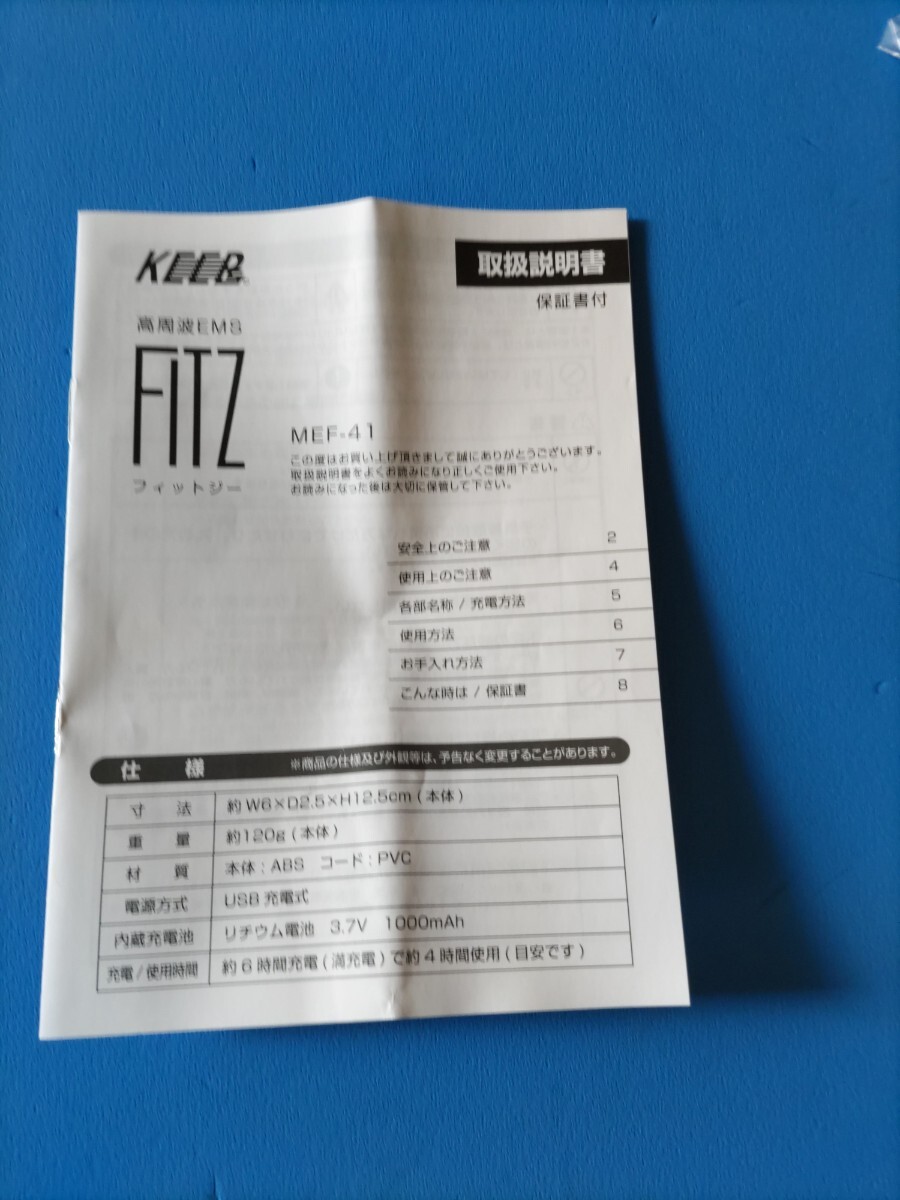 KEEPs®
取扱説明書
保証書付
高周波EMS
FiTZ
フィットジー
MEF-41
この度はお買い上げ頂きまして誠にありがとうございます。
取扱説明書をよくお読みになり正しくご使用下さい。
お読みになった後は大切に保管して下さい。
安全上のご注意 2
使用上のご注意 4
各部名称 / 充電方法 5
使用方法 6
お手入れ方法 7
こんな時は / 保証書 8
仕 様 ※商品の仕様及び外観等は、予告なく変更することがあります。
寸 法 約W6×D2.5×H12.5cm (本体)
重 量 約120g (本体)
材 質 本体:ABS コード:PVC
電源方式 USB充電式
内蔵充電池 リチウム電池 3.7V 1000mAh
充電/使用時間 約6時間充電(満充電)で約4時間使用(目安です)